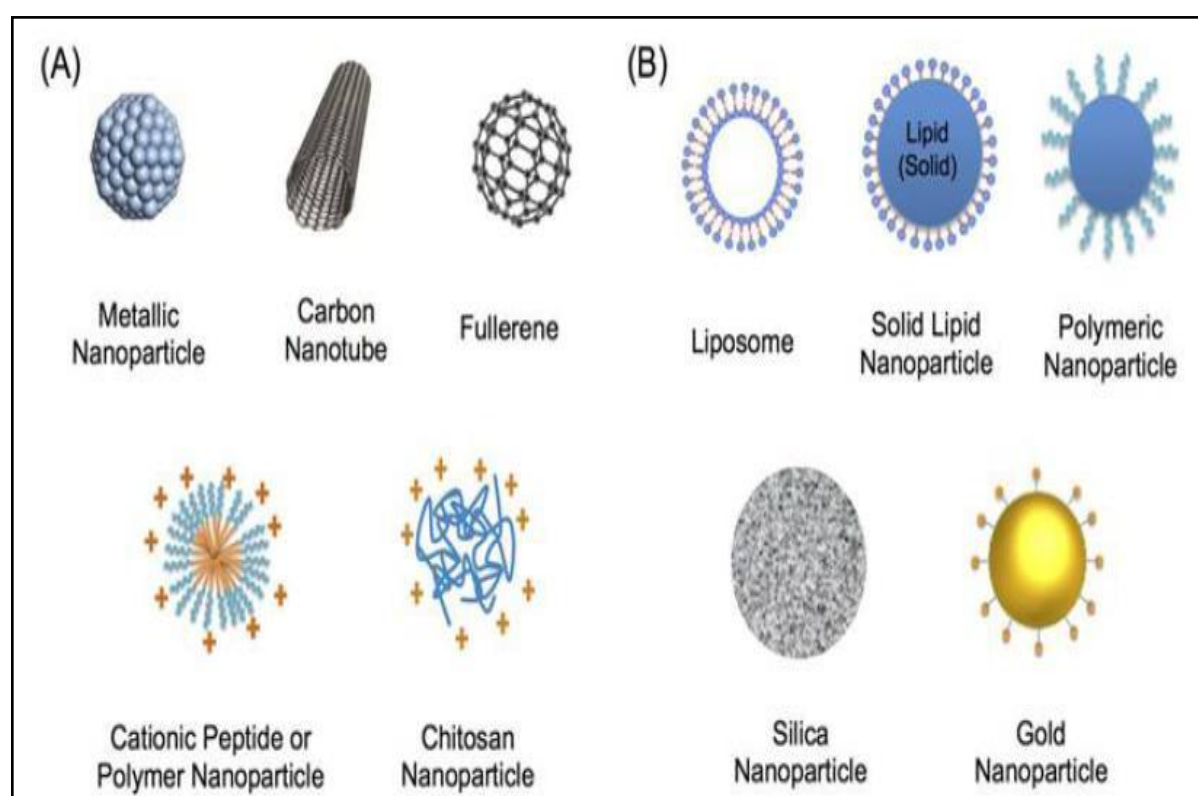 (A)
Metallic
Nanoparticle
Carbon
Nanotube
Fullerene
Cationic Peptide or
Polymer Nanoparticle
Chitosan
Nanoparticle
(B)
Lipid
(Solid)
Liposome
Solid Lipid
Nanoparticle
Polymeric
Nanoparticle
Silica
Nanoparticle
Gold
Nanoparticle